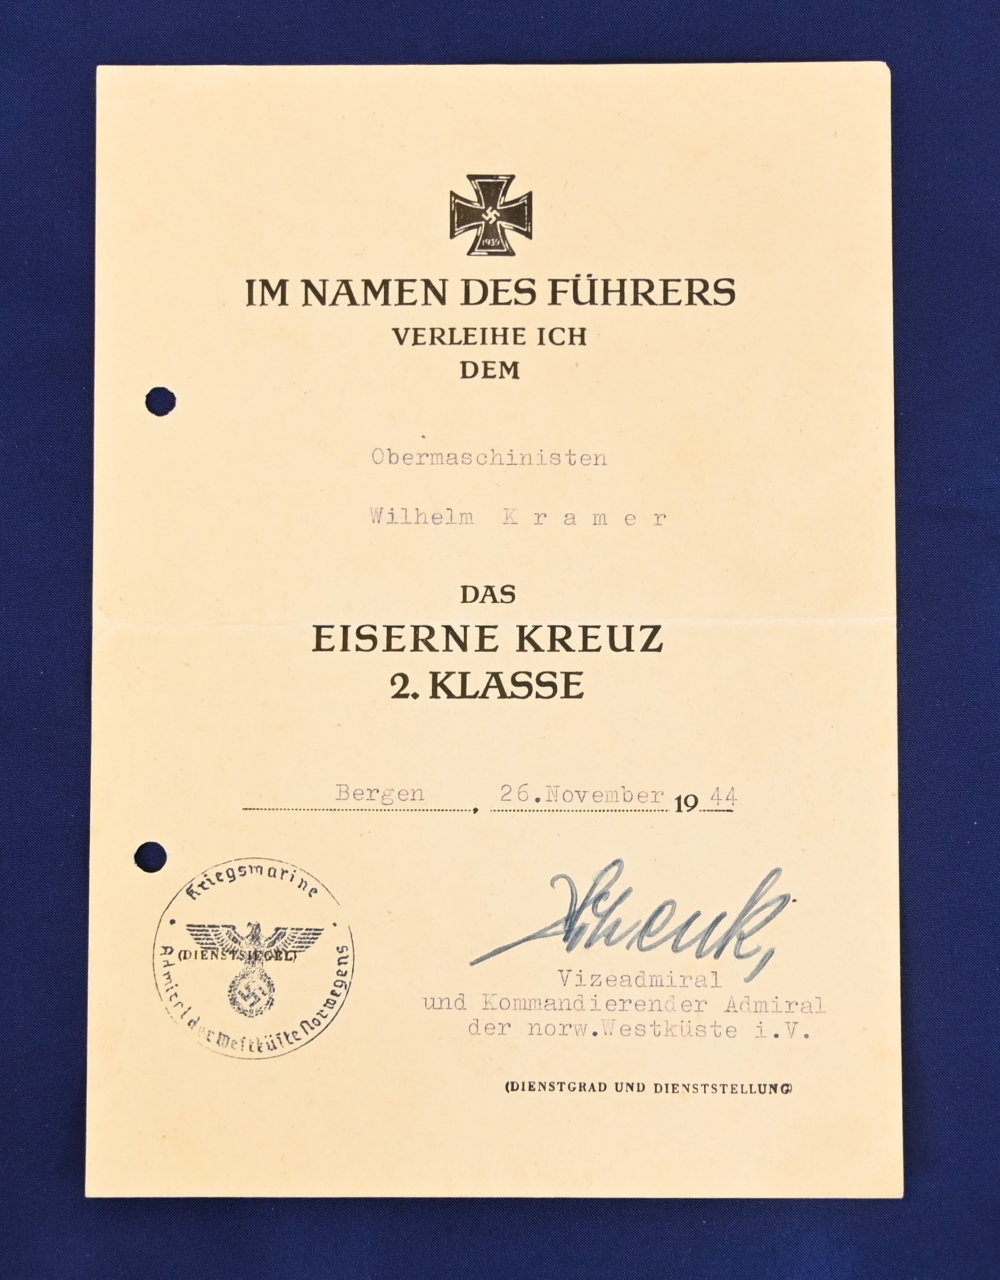 1939
IM NAMEN DES FÜHRERS
VERLEIHE ICH
DEM
Obermaschinisten
Wilhelm K r a m e r
DAS
EISERNE KREUZ
2. KLASSE
Bergen, 26.November 1944
Kriegsmarine
(DIENSTSIEGEL)
Admiral der Westküste Norwegens
Schenk,
Vizeadmiral
und Kommandierender Admiral
der norw.Westküste i.V.
(DIENSTGRAD UND DIENSTSTELLUNG)